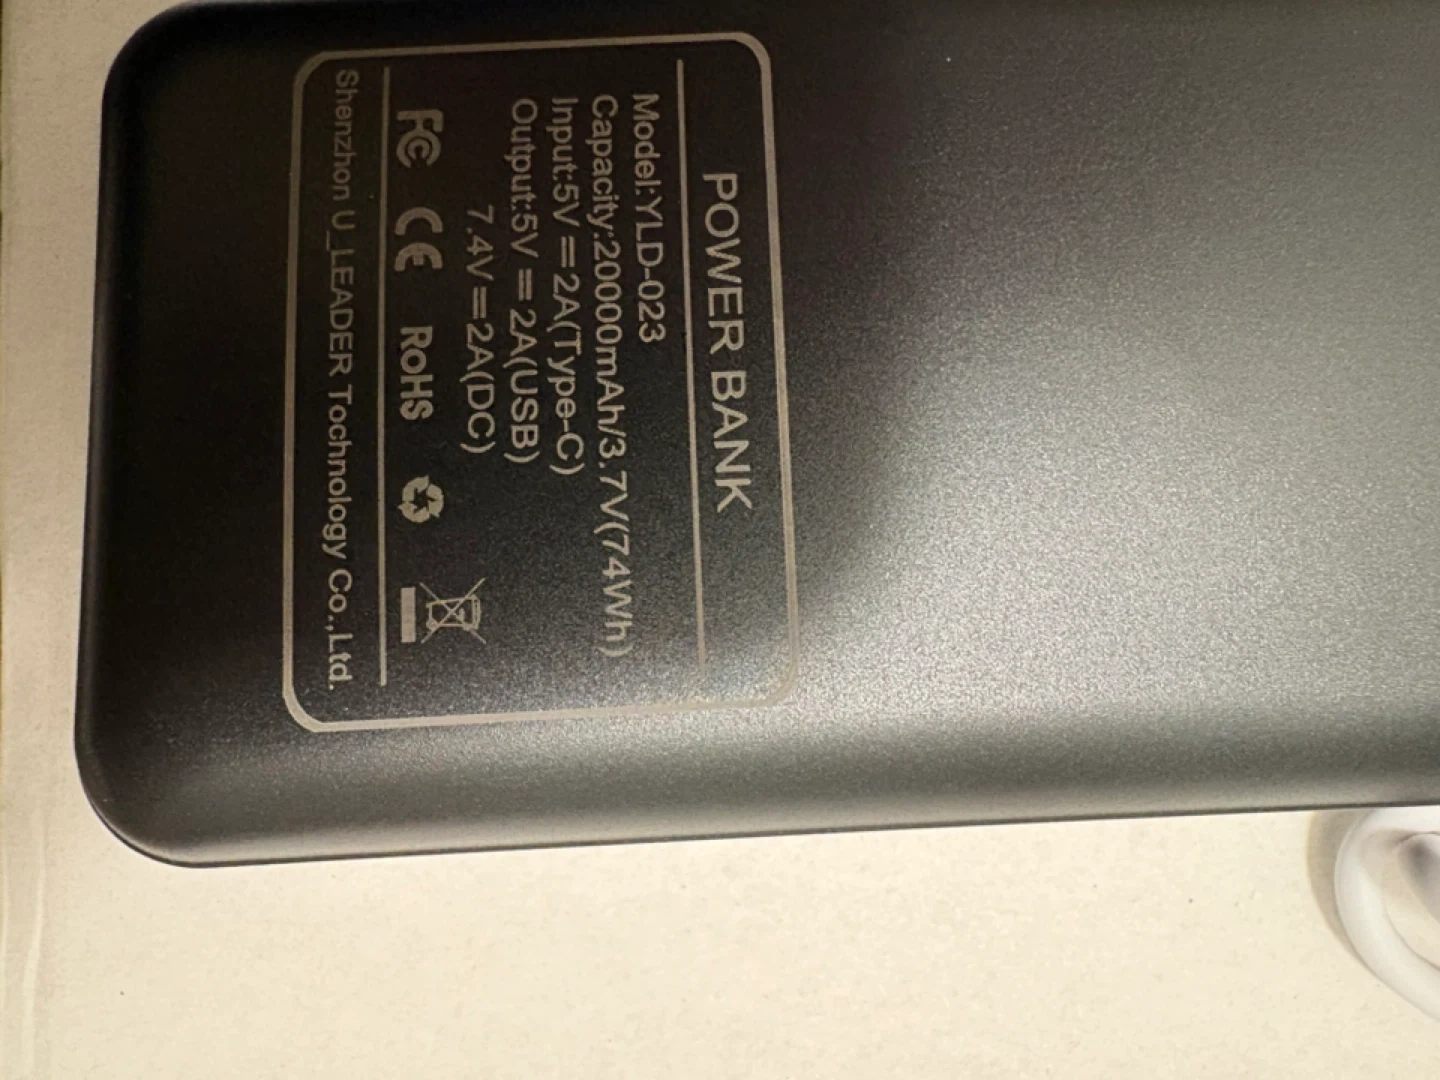 POWER BANK
Model:YLD-023
Capacity:20000mAh/3.7V(74Wh)
Input:5V⎓2A(Type-C)
Output:5V⎓2A(USB)
7.4V⎓2A(DC)
FC CE RoHS
Shenzhon U_LEADER Tochnology Co.,Ltd.